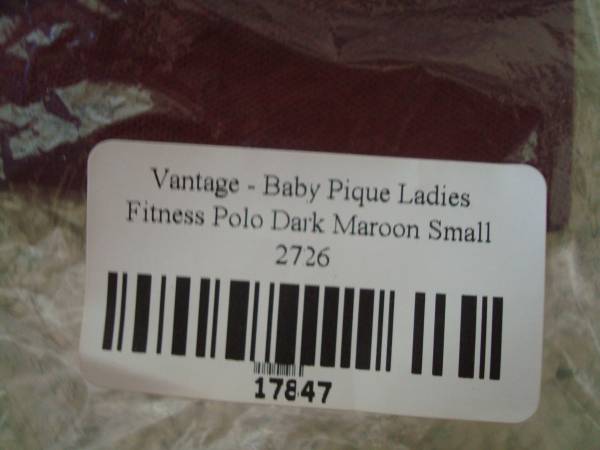 Vantage - Baby Pique Ladies
Fitness Polo Dark Maroon Small
2726
17847